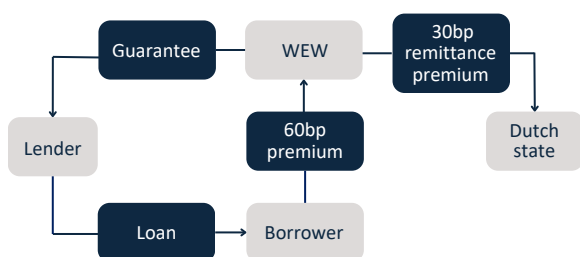 Guarantee
WEW
30bp
remittance
premium
Lender
60bp
premium
Dutch
state
Loan
Borrower